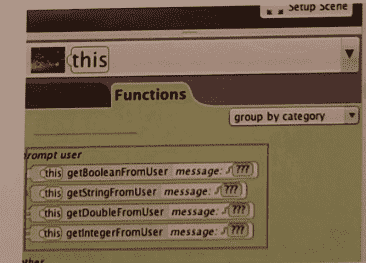 Setup Scene
this
Functions
group by category
prompt user
this getBooleanFromUser message: ???
this getStringFromUser message: ???
this getDoubleFromUser message: ???
this getIntegerFromUser message: ???